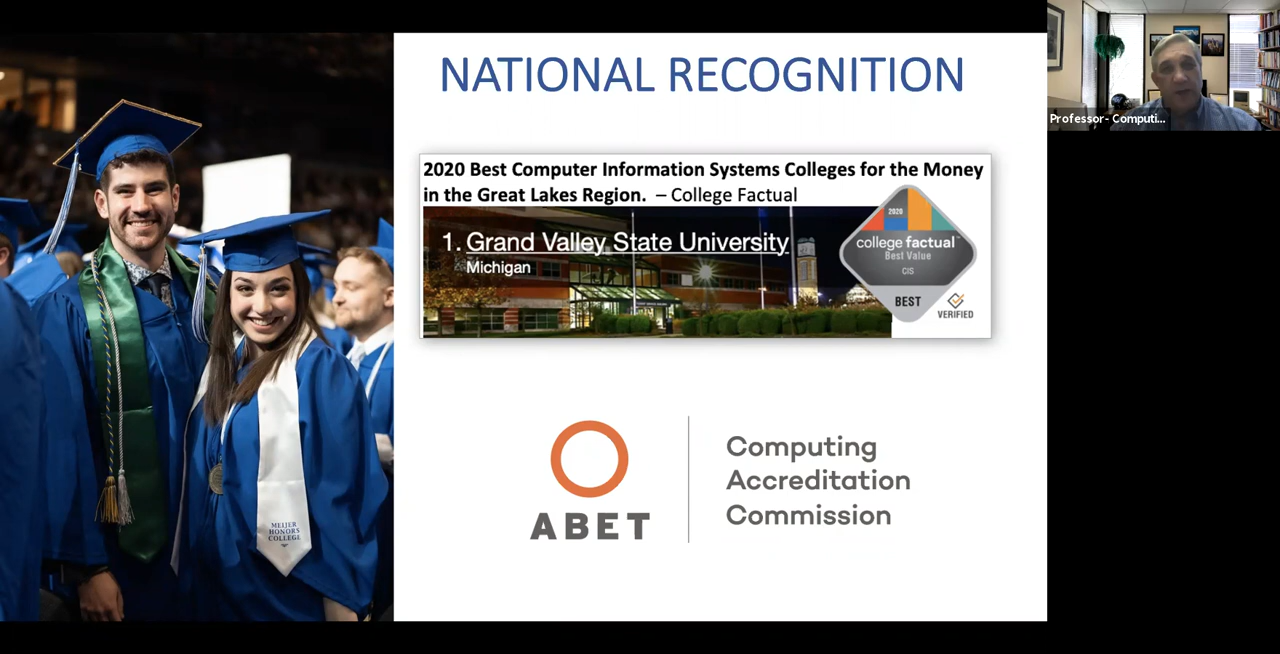 NATIONAL RECOGNITION
Professor- Computi...
2020 Best Computer Information Systems Colleges for the Money
in the Great Lakes Region. – College Factual
1. Grand Valley State University
Michigan
2020
college factual
Best Value
CIS
BEST
VERIFIED
ABET
Computing
Accreditation
Commission
MEIJER
HONORS
COLLEGE